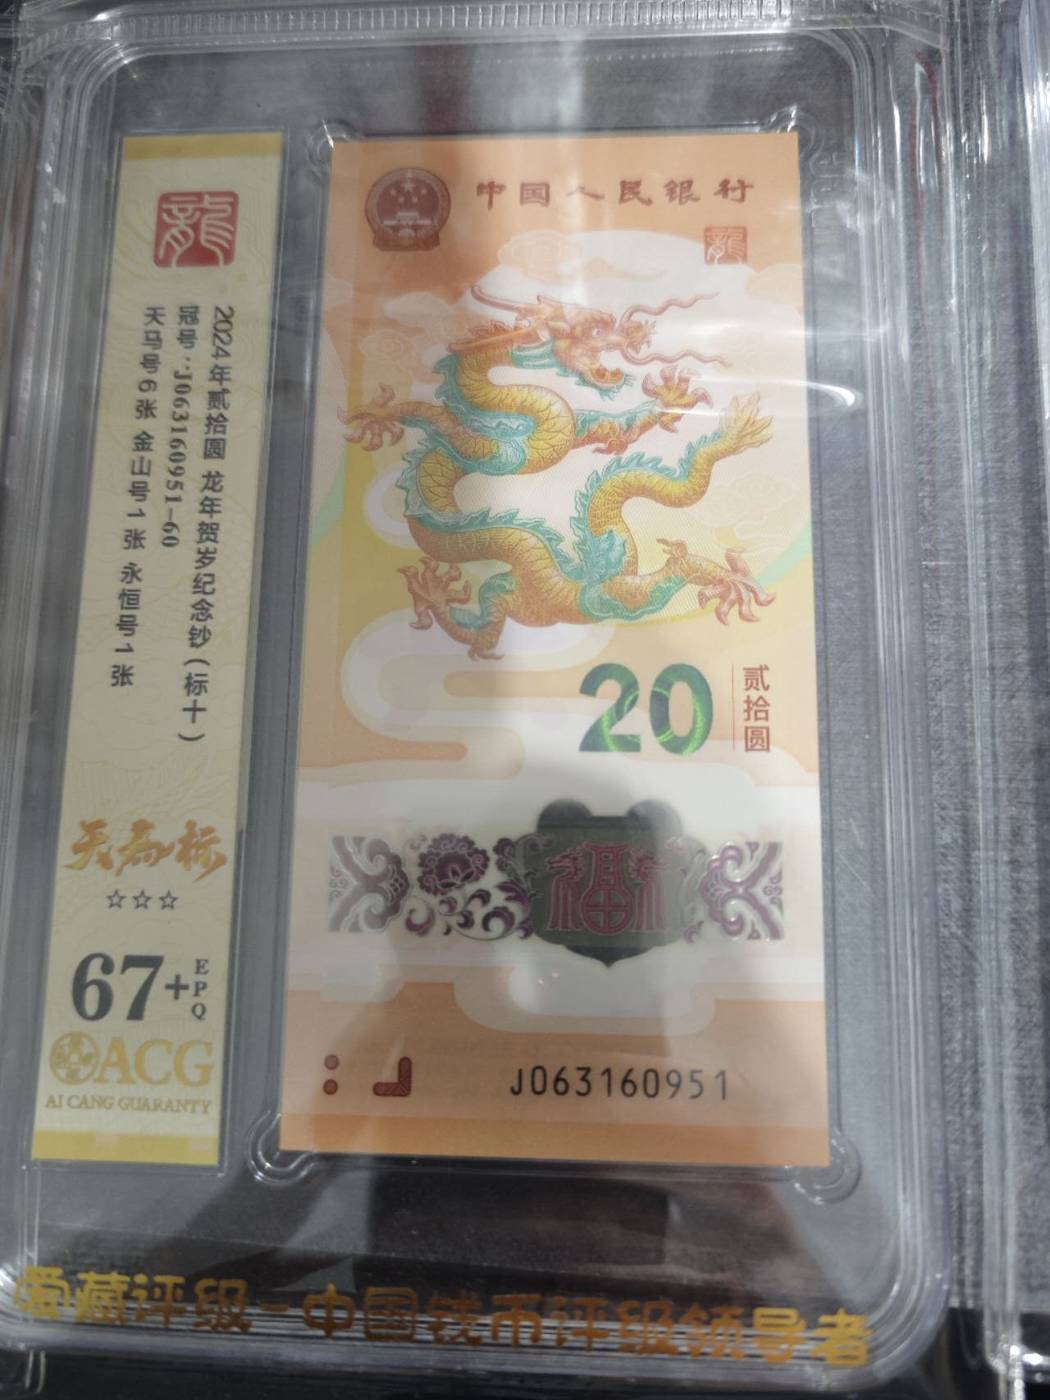 龍
2024年贰拾圆 龙年贺岁纪念钞(标十)
冠号:J063160951-60
天马号6张 金山号1张 永恒号1张
天为标
67+EPQ
ACG
AI CANG GUARANTY
中国人民银行
龍
20
贰拾圆
福
J063160951
爱藏评级-中国钱币评级领导者